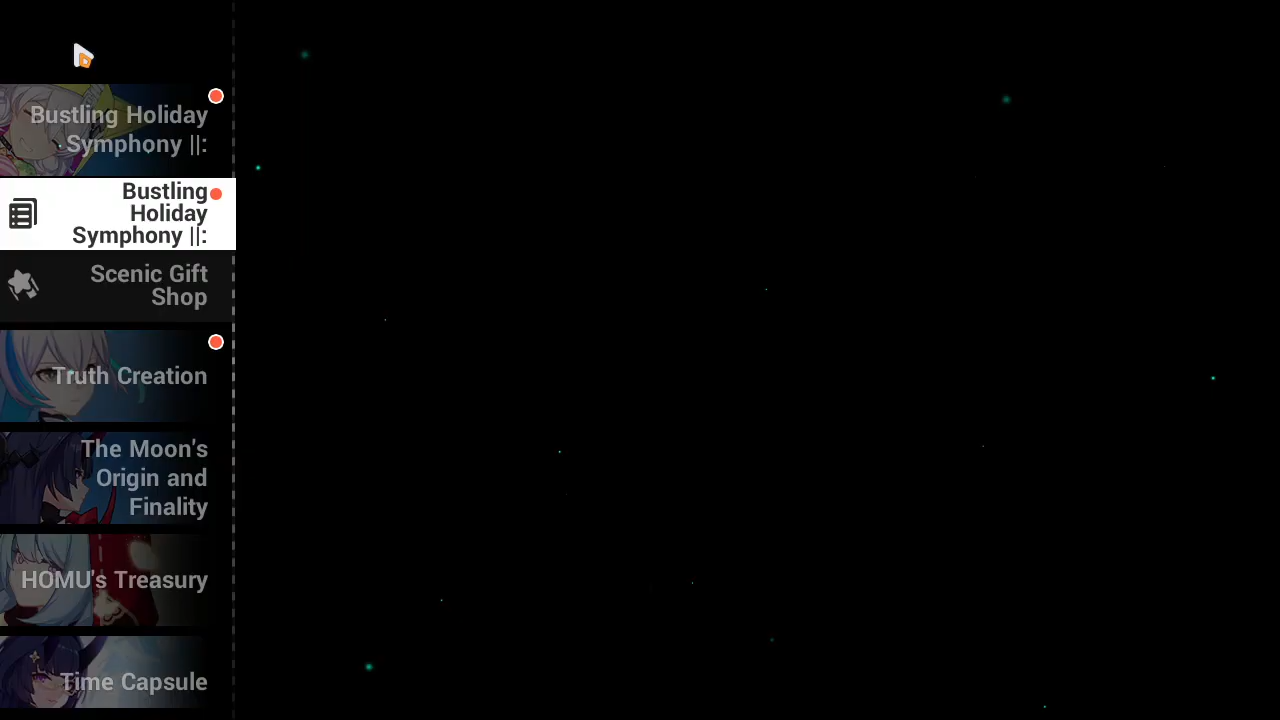 Bustling Holiday
Symphony ||:
Bustling
Holiday
Symphony ||:
Scenic Gift
Shop
Truth Creation
The Moon's
Origin and
Finality
HOMU's Treasury
Time Capsule